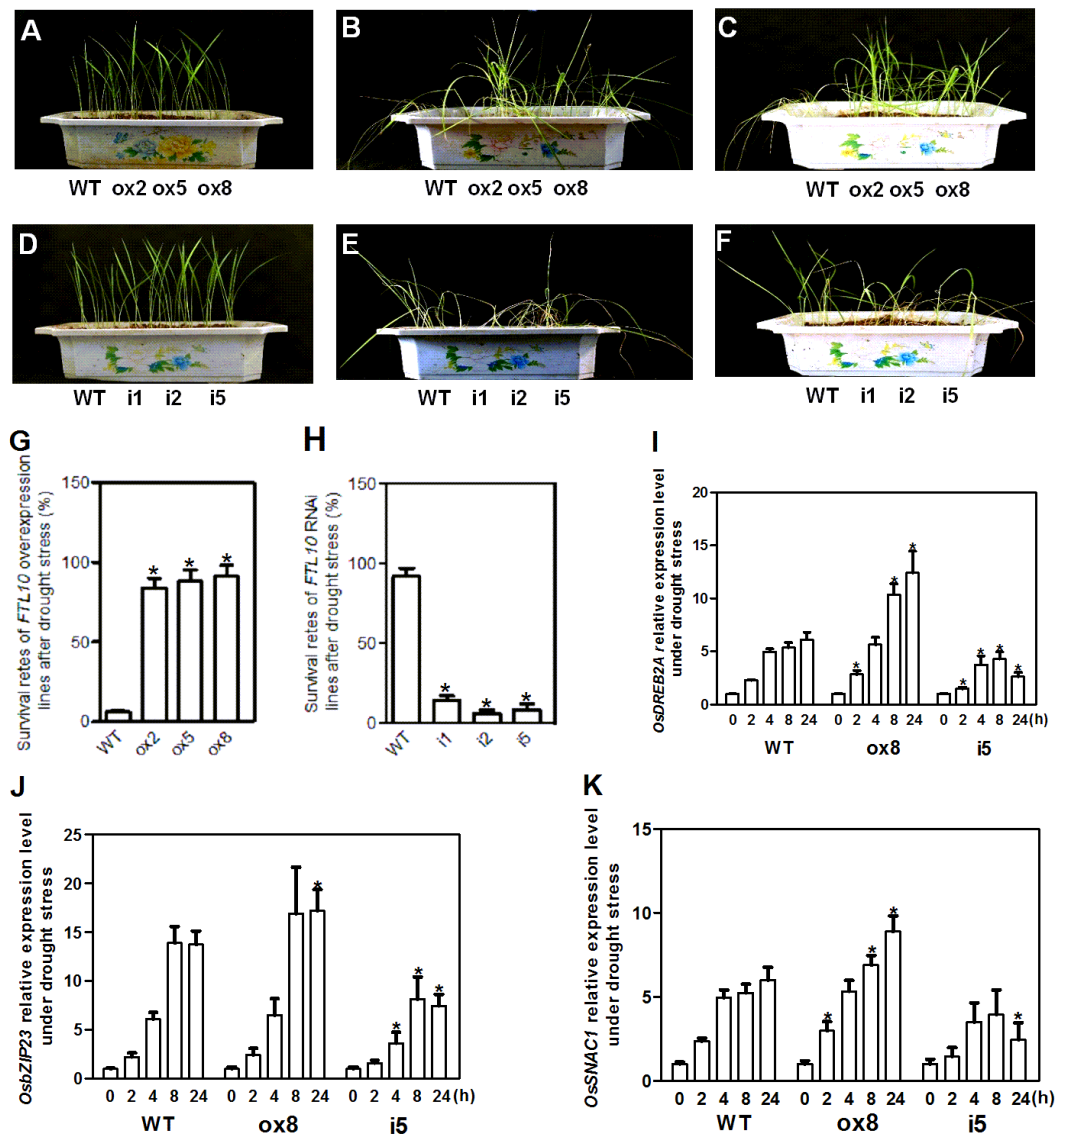 A
B
C
WT ox2 ox5 ox8
WT ox2 ox5 ox8
WT ox2 ox5 ox8
D
E
F
WT i1 i2 i5
WT i1 i2 i5
WT i1 i2 i5
G
Survival retes of FTL10 overexpression
lines after drought stress (%)
150
100
50
0
* * *
WT ox2 ox5 ox8
H
Survival retes of FTL10 RNAi
lines after drought stress (%)
150
100
50
0
* * *
WT i1 i2 i5
I
OsDREB2A relative expression level
under drought stress
20
15
10
5
0
* * * * * * *
0 2 4 8 24 0 2 4 8 24 0 2 4 8 24(h)
WT ox8 i5
J
OsbZIP23 relative expression level
under drought stress
25
20
15
10
5
0
* * * *
0 2 4 8 24 0 2 4 8 24 0 2 4 8 24 (h)
WT ox8 i5
K
OsSNAC1 relative expression level
under drought stress
15
10
5
0
* * * *
0 2 4 8 24 0 2 4 8 24 0 2 4 8 24(h)
WT ox8 i5